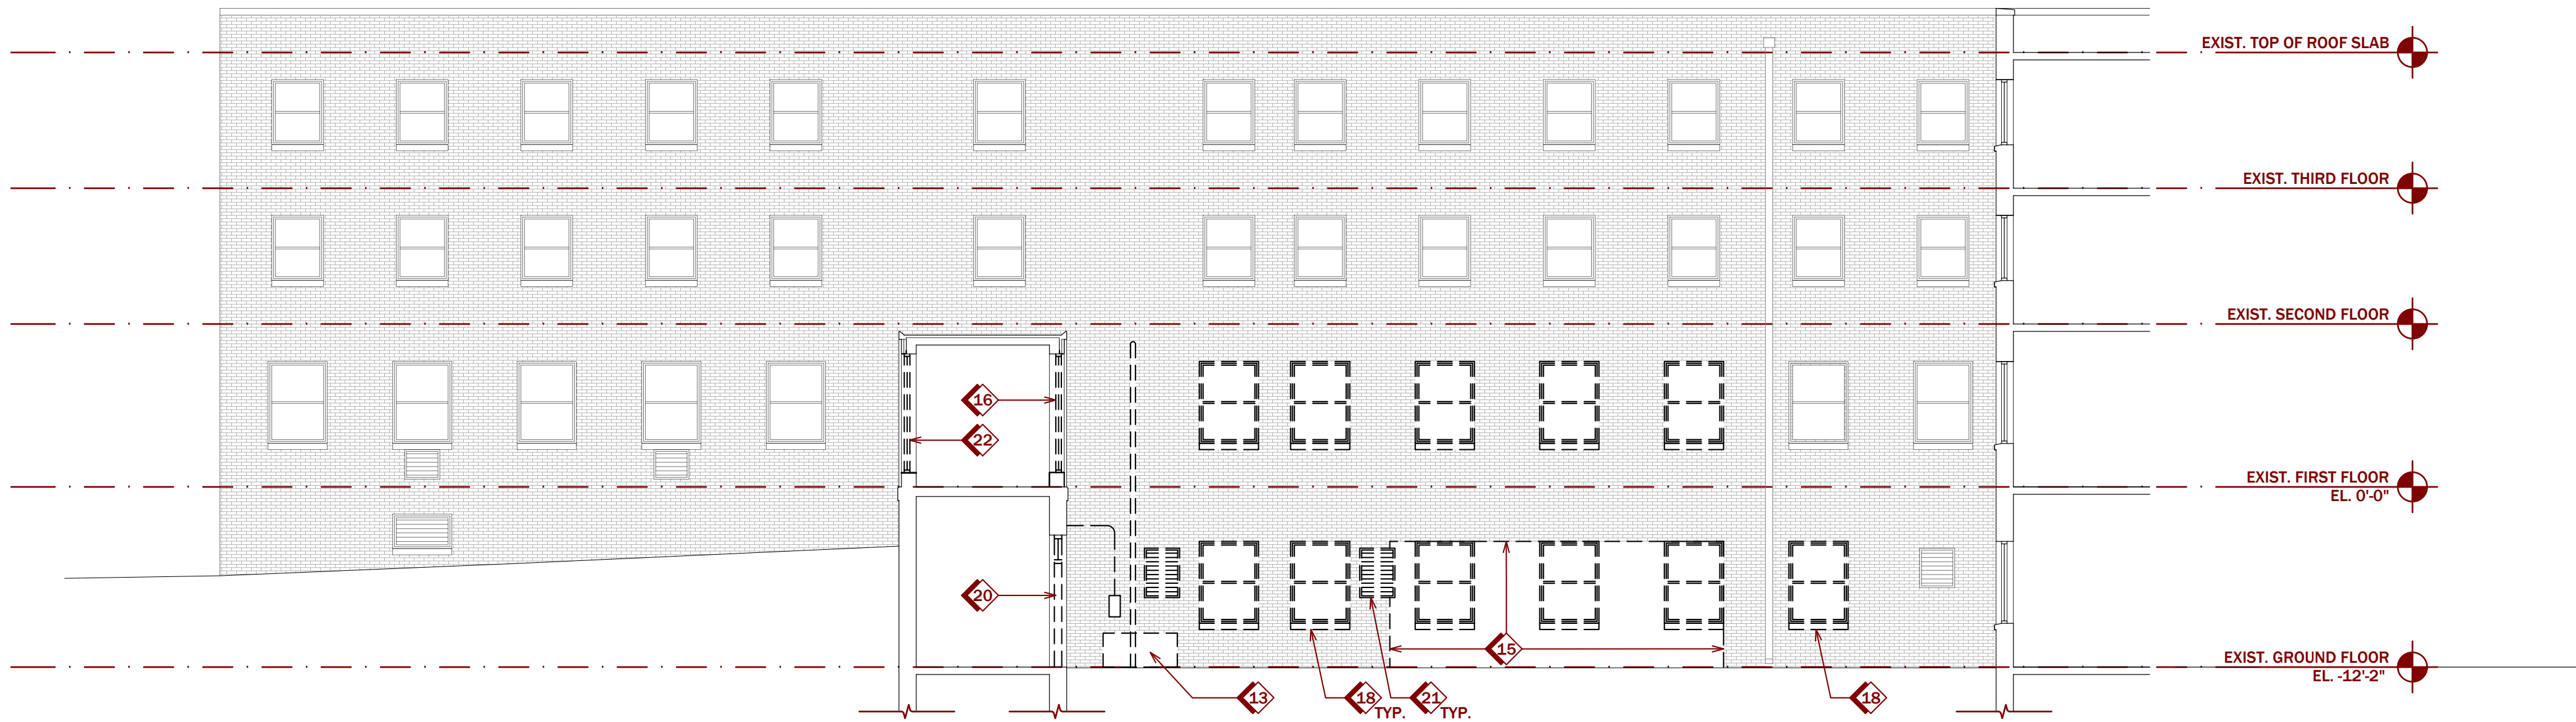 EXIST. TOP OF ROOF SLAB
EXIST. THIRD FLOOR
EXIST. SECOND FLOOR
16
22
EXIST. FIRST FLOOR
EL. 0'-0"
20
15
EXIST. GROUND FLOOR
EL. -12'-2"
13
18
TYP.
21
TYP.
18